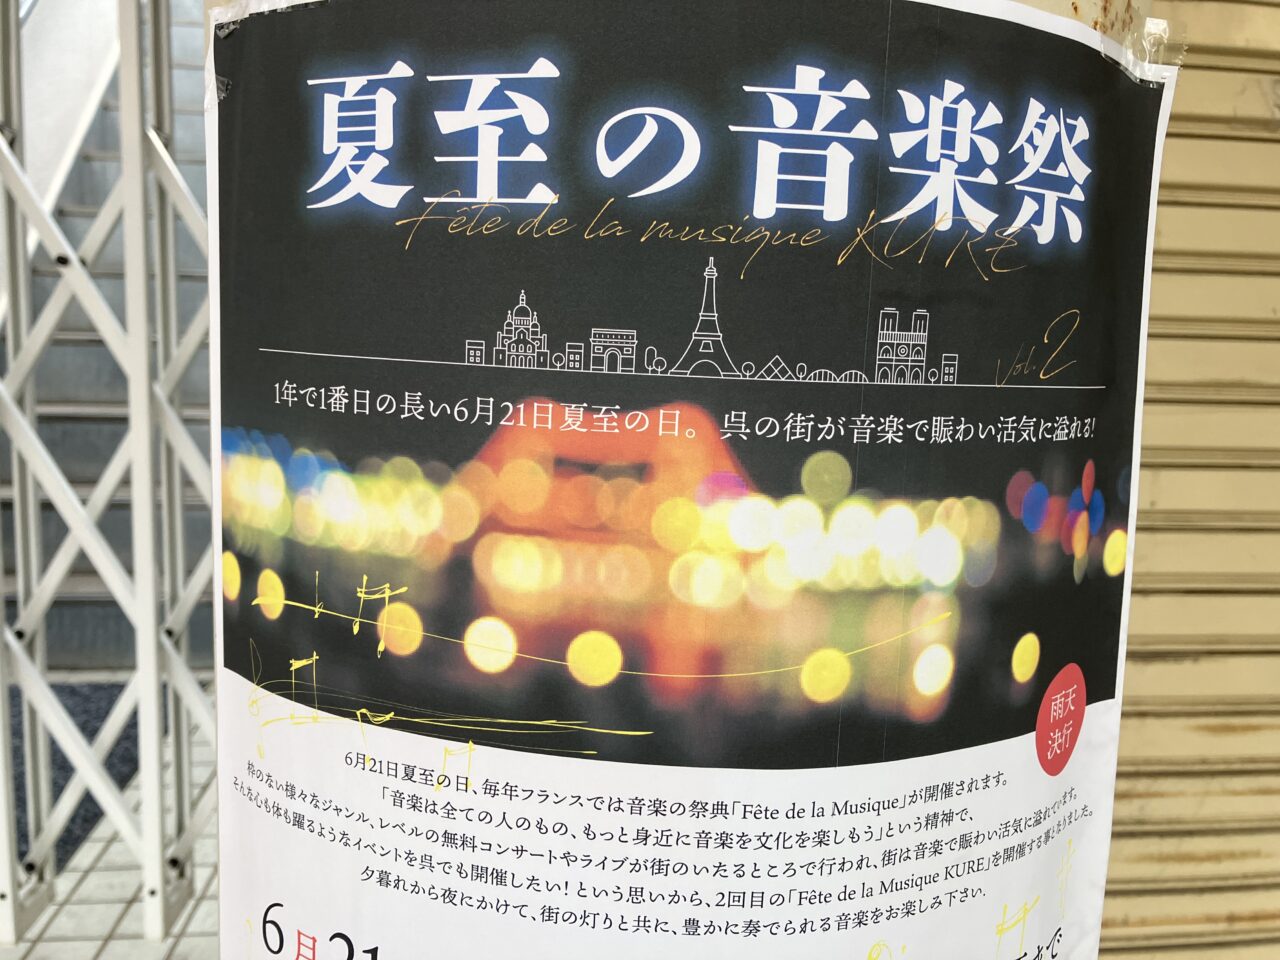 夏至の音楽祭
Fête de la musique KURE
Vol.2
1年で1番日の長い6月21日夏至の日。呉の街が音楽で賑わい活気に溢れる!
雨天
決行
6月21日夏至の日、毎年フランスでは音楽の祭典「Fête de la Musique」が開催されます。
「音楽は全ての人のもの、もっと身近に音楽を文化を楽しもう」という精神で、
枠のない様々なジャンル、レベルの無料コンサートやライブが街のいたるところで行われ、街は音楽で賑わい活気に溢れています。
そんな心も体も躍るようなイベントを呉でも開催したい!という思いから、2回目の「Fête de la Musique KURE」を開催する事となりました。
夕暮れから夜にかけて、街の灯りと共に、豊かに奏でられる音楽をお楽しみ下さい.
6月21